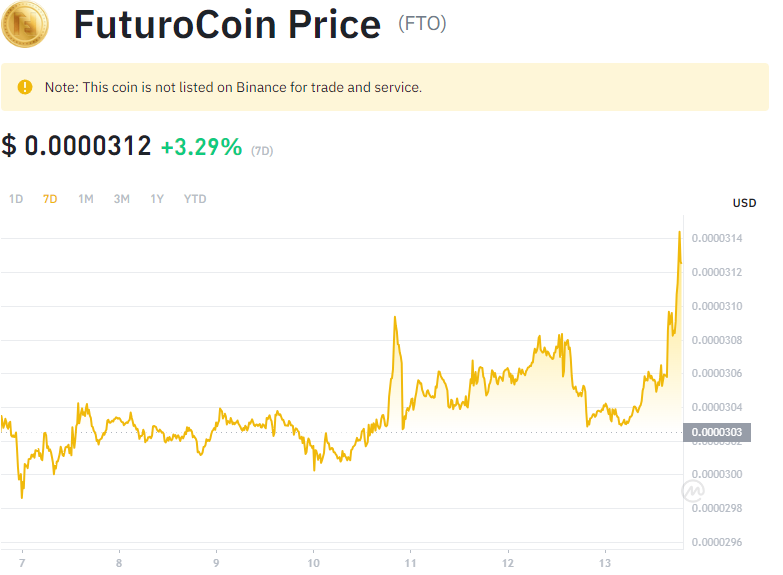 FuturoCoin Price (FTO)
Note: This coin is not listed on Binance for trade and service.
$ 0.0000312 +3.29% (7D)
1D 7D 1M 3M 1Y YTD
USD
0.0000314
0.0000312
0.0000310
0.0000308
0.0000306
0.0000304
0.0000303
0.0000302
0.0000300
0.0000298
0.0000296
7 8 9 10 11 12 13